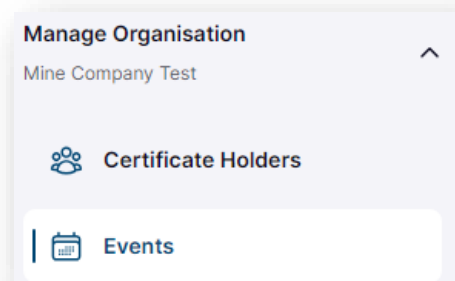 Manage Organisation
Mine Company Test
Certificate Holders
Events